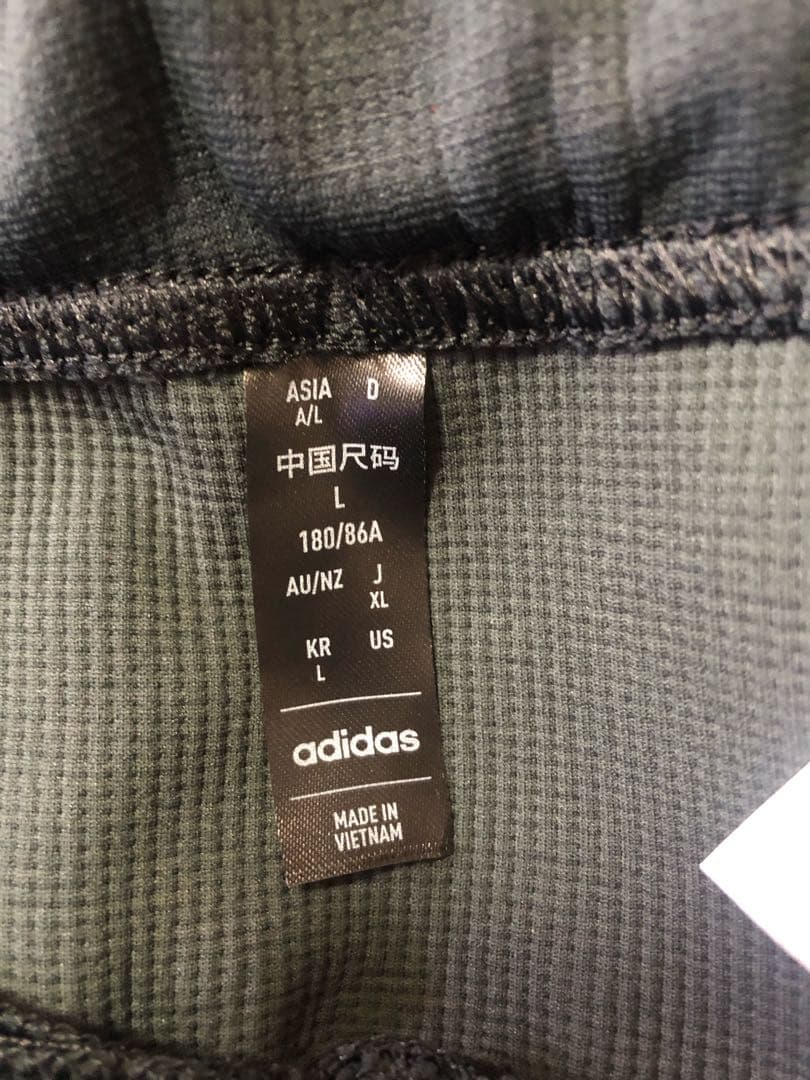 ASIA D
A/L
中国尺码
L
180/86A
AU/NZ J
XL
KR US
L
adidas
MADE IN
VIETNAM